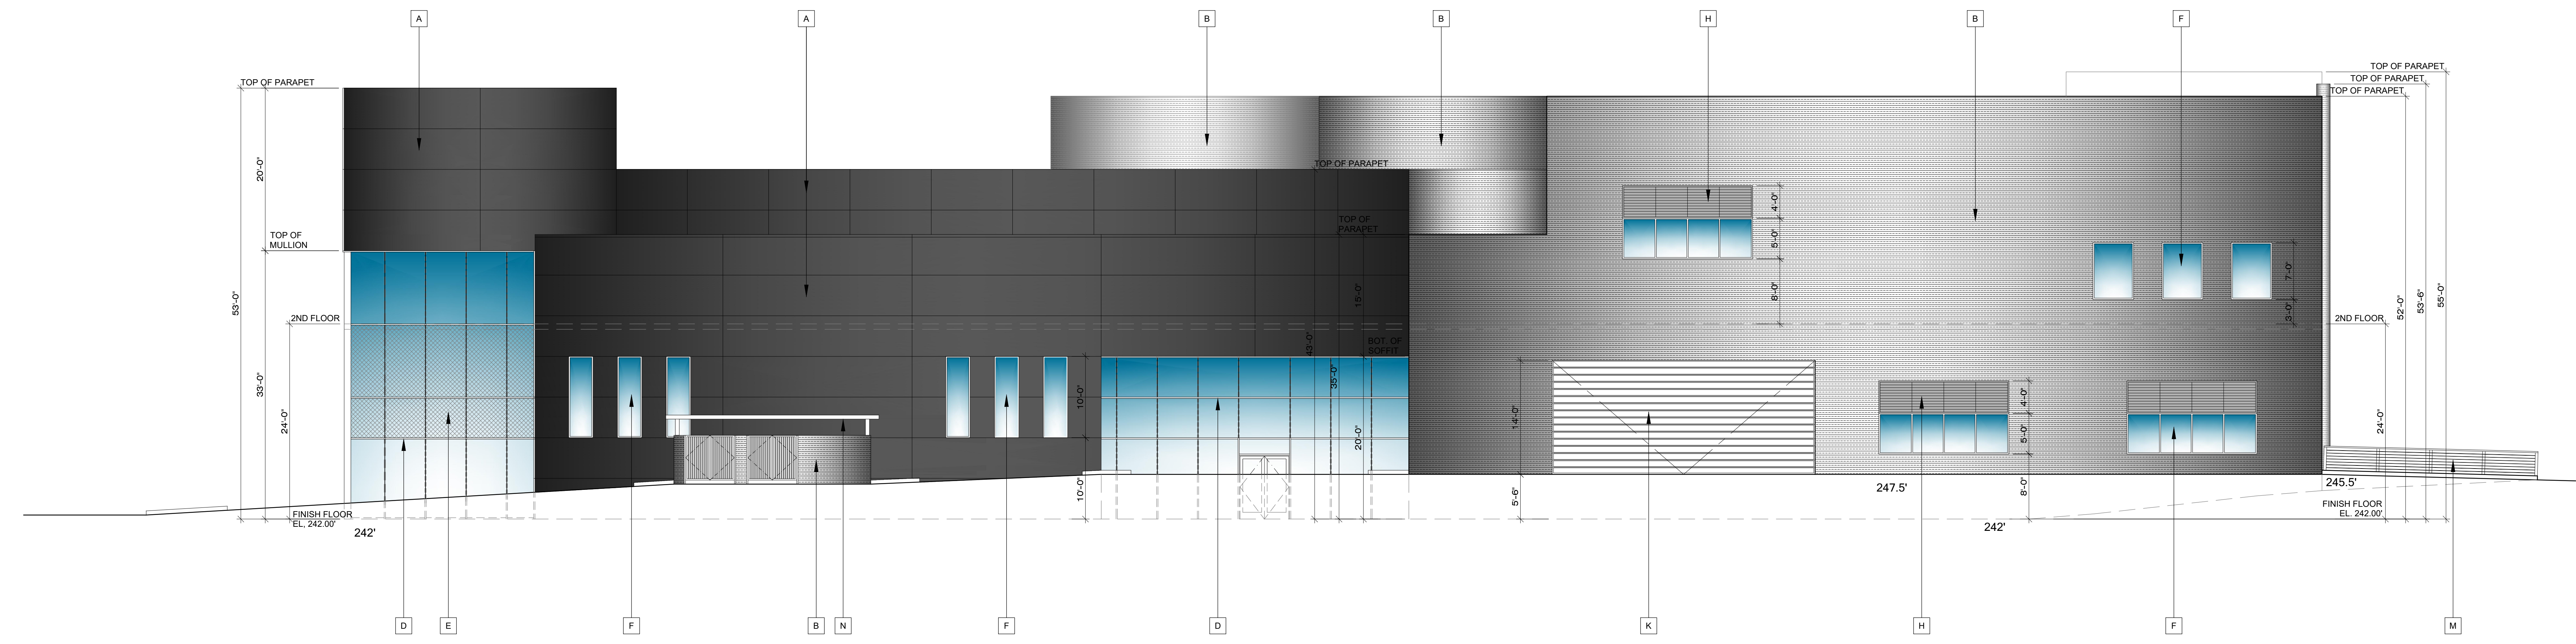 A
A
B
B
H
B
F
TOP OF PARAPET
TOP OF PARAPET
TOP OF PARAPET
TOP OF PARAPET
TOP OF PARAPET
20'-0"
4'-0"
TOP OF
PARAPET
TOP OF
MULLION
5'-0"
7'-0"
53'-0"
15'-0"
8'-0"
3'-0"
52'-0"
53'-6"
55'-0"
2ND FLOOR
2ND FLOOR
43'-0"
BOT. OF
SOFFIT
33'-0"
35'-0"
10'-0"
4'-0"
24'-0"
24'-0"
14'-0"
20'-0"
5'-0"
10'-0"
5'-6"
8'-0"
247.5'
245.5'
FINISH FLOOR
EL. 242.00'
FINISH FLOOR
EL. 242.00'
242'
242'
D
E
F
B
N
F
D
K
H
F
M